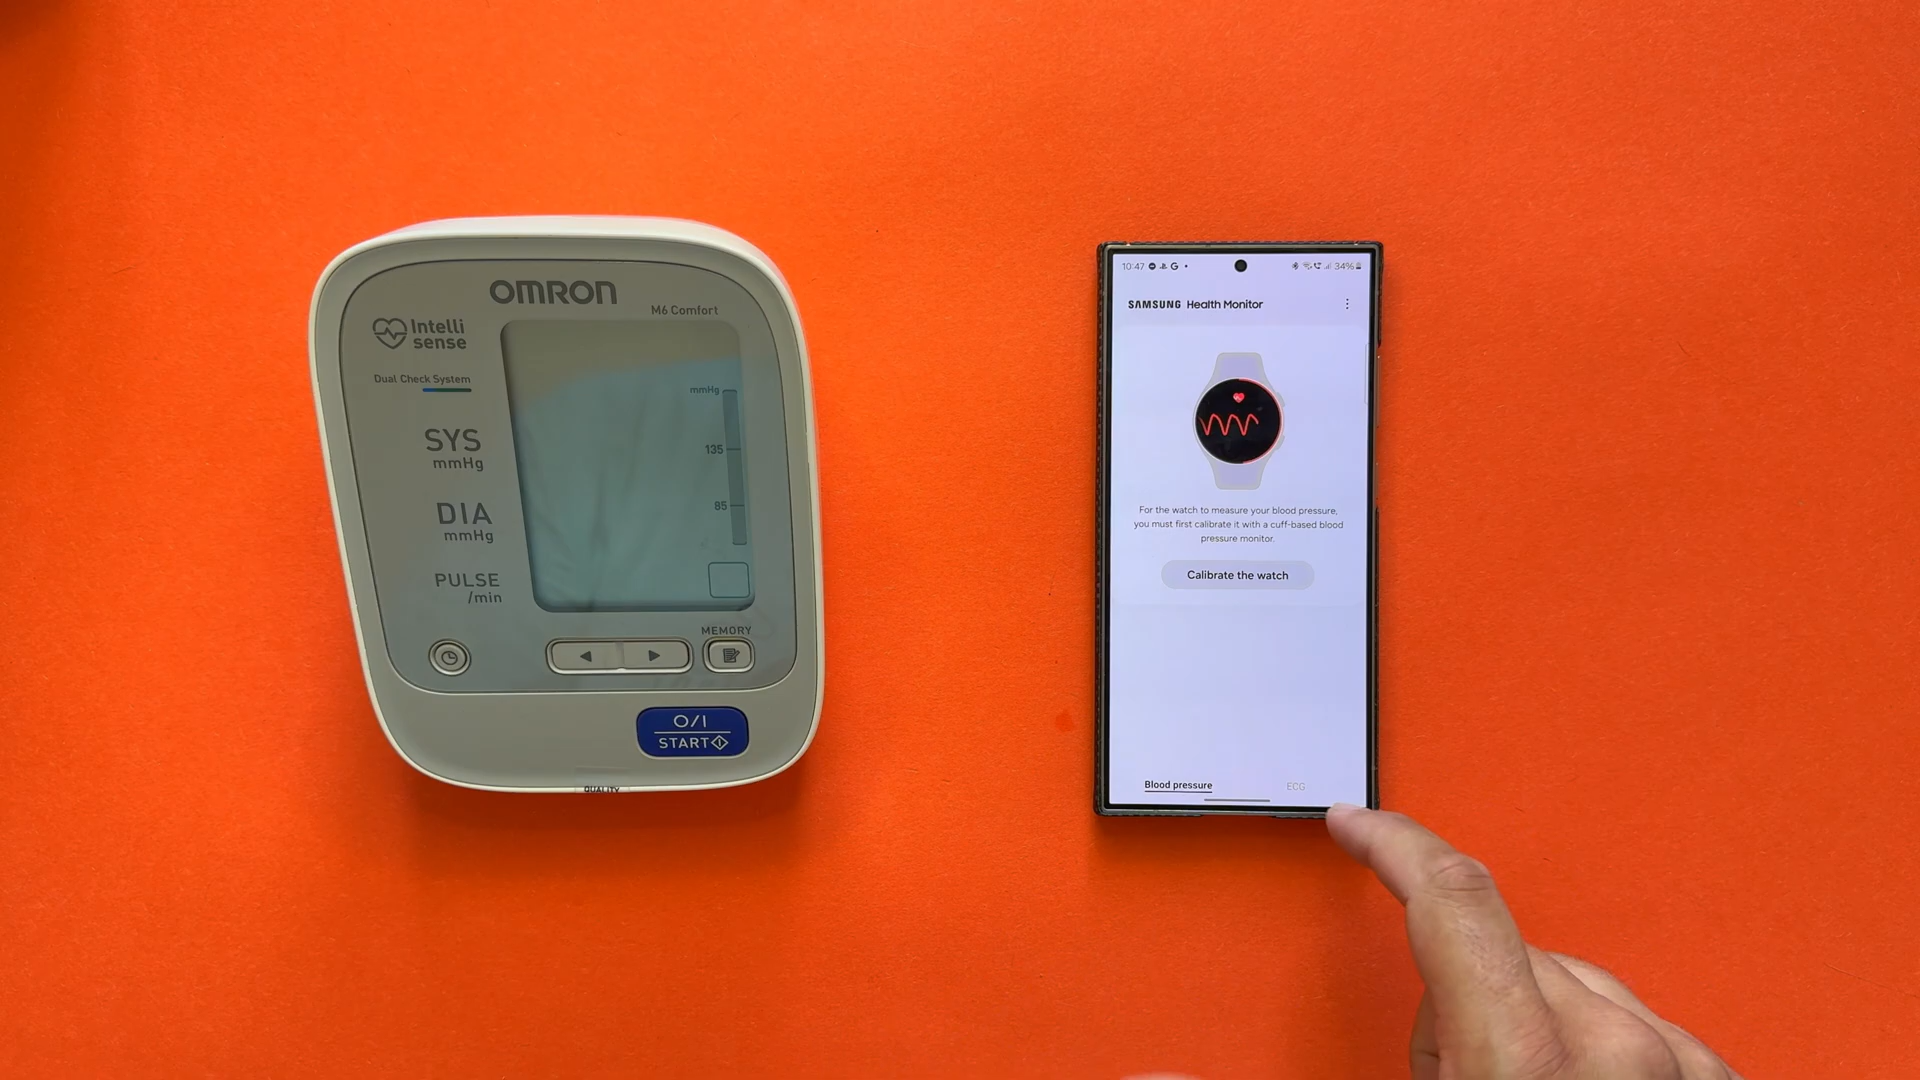 OMRON
M6 Comfort
Intelli
sense
Dual Check System
mmHg
135
85
SYS
mmHg
DIA
mmHg
PULSE
/min
MEMORY
O/I
START
QUALITY
10:47
G
34%
SAMSUNG Health Monitor
For the watch to measure your blood pressure,
you must first calibrate it with a cuff-based blood
pressure monitor.
Calibrate the watch
Blood pressure
ECG